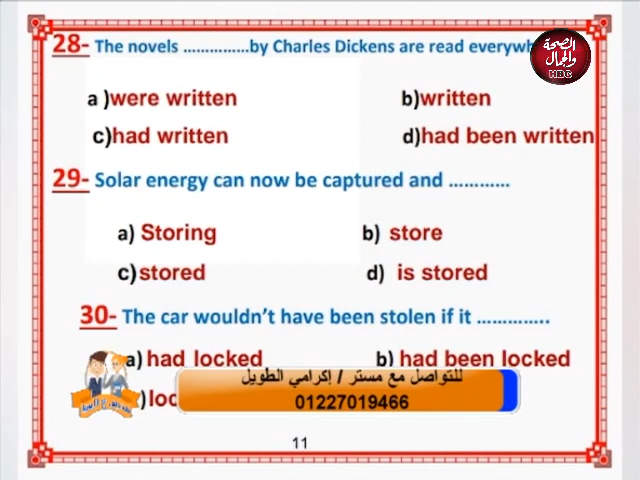 الصحة
والجمال
HBC
28- The novels ……………by Charles Dickens are read everywh
a )were written b)written
c)had written d)had been written
29- Solar energy can now be captured and …………
a) Storing b) store
c)stored d) is stored
30- The car wouldn't have been stolen if it …………..
a) had locked b) had been locked
)loc
للتواصل مع مستر / إكرامي الطويل
01227019466
11